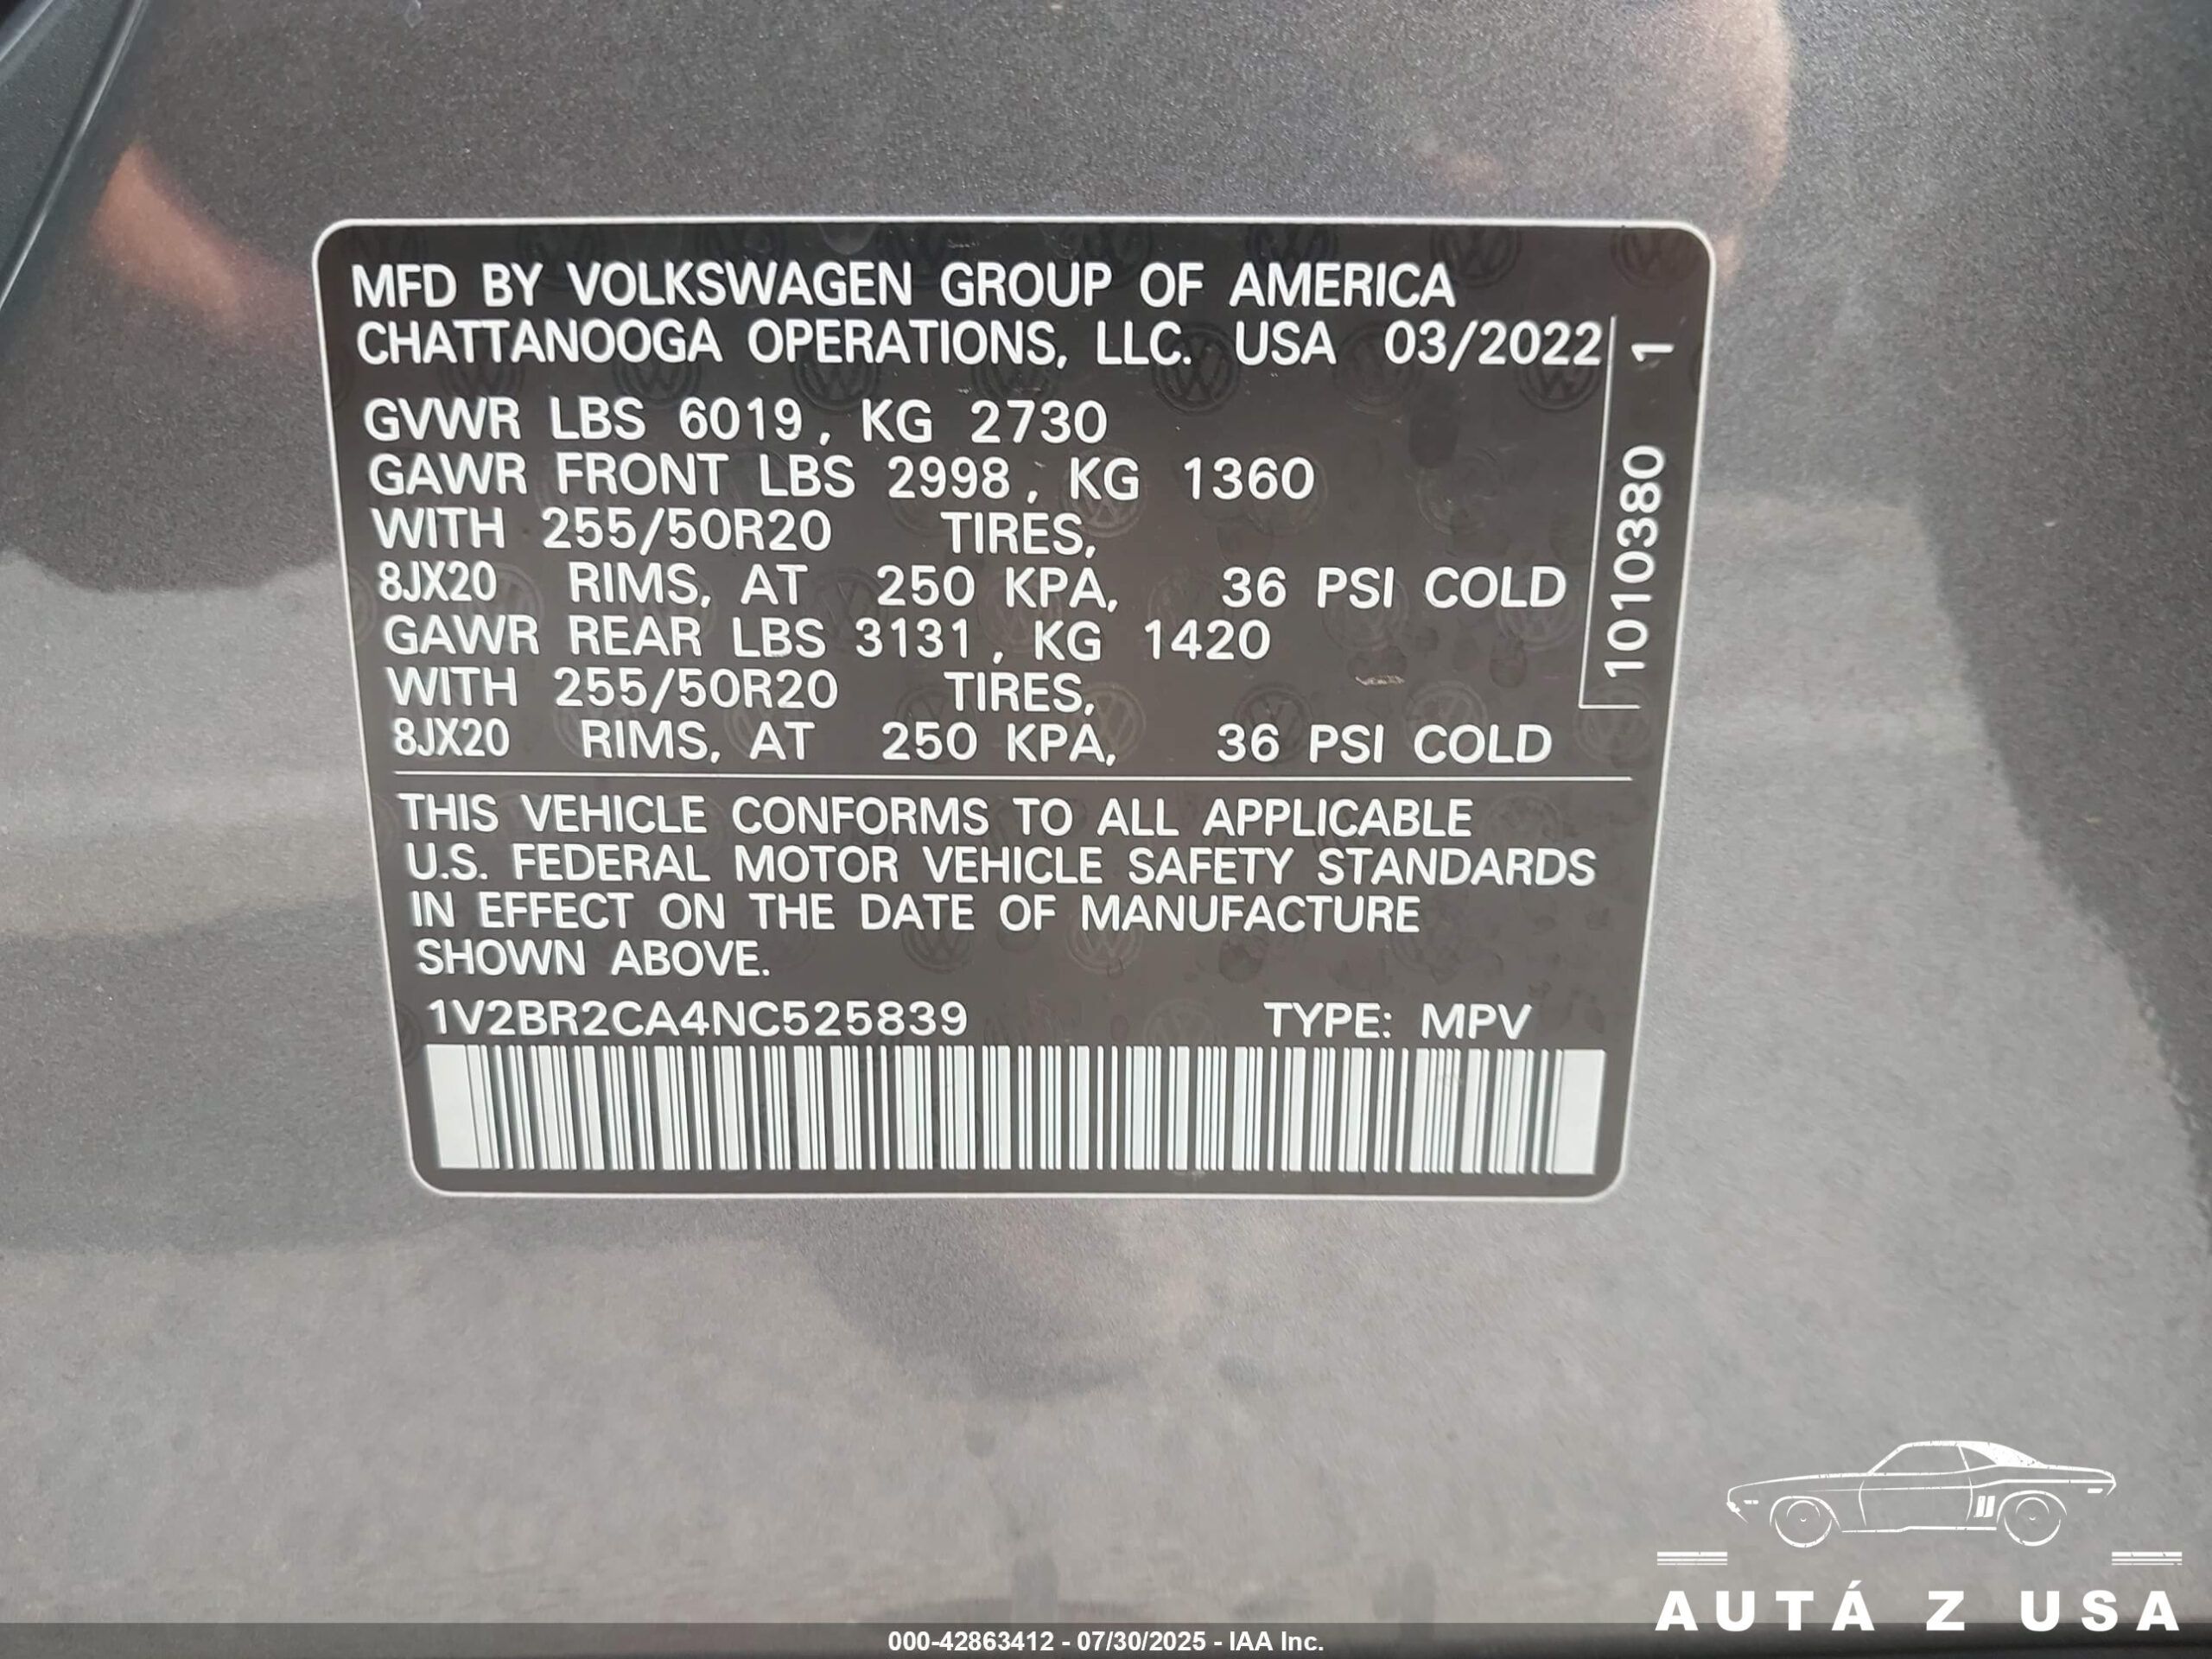 MFD BY VOLKSWAGEN GROUP OF AMERICA
CHATTANOOGA OPERATIONS, LLC. USA 03/2022
GVWR LBS 6019, KG 2730
GAWR FRONT LBS 2998, KG 1360
WITH 255/50R20 TIRES,
8JX20 RIMS, AT 250 KPA, 36 PSI COLD
GAWR REAR LBS 3131, KG 1420
WITH 255/50R20 TIRES,
8JX20 RIMS, AT 250 KPA, 36 PSI COLD
1010380 1
THIS VEHICLE CONFORMS TO ALL APPLICABLE
U.S. FEDERAL MOTOR VEHICLE SAFETY STANDARDS
IN EFFECT ON THE DATE OF MANUFACTURE
SHOWN ABOVE.
1V2BR2CA4NC525839 TYPE: MPV
AUTÁ Z USA
000-42863412 - 07/30/2025 - IAA Inc.